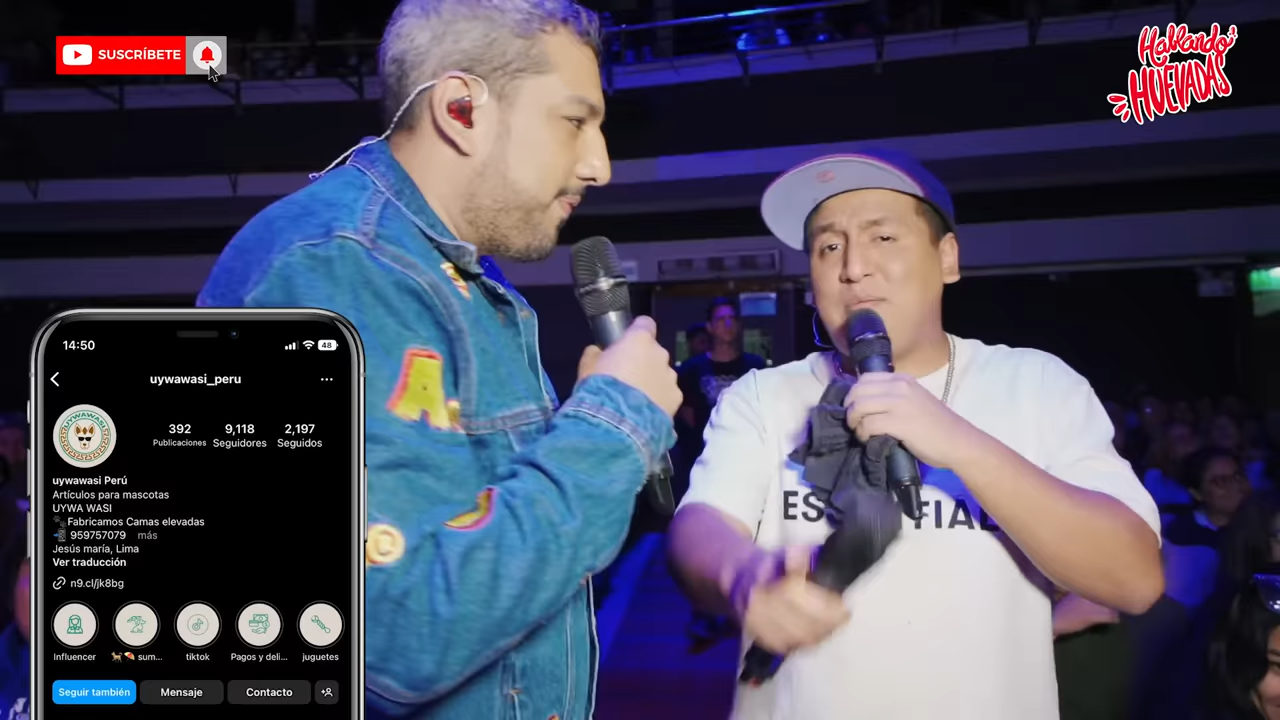 SUSCRÍBETE
Hablando
HUEVADAS
14:50
48
uywawasi_peru
392
9,118
2,197
Publicaciones
Seguidores
Seguidos
UYWAWASI
uywawasi Perú
Artículos para mascotas
UYWA WASI
Fabricamos Camas elevadas
959757079 más
Jesús maría, Lima
Ver traducción
n9.cl/jk8bg
Influencer
sum...
tiktok
Pagos y deli...
juguetes
Seguir también
Mensaje
Contacto
A